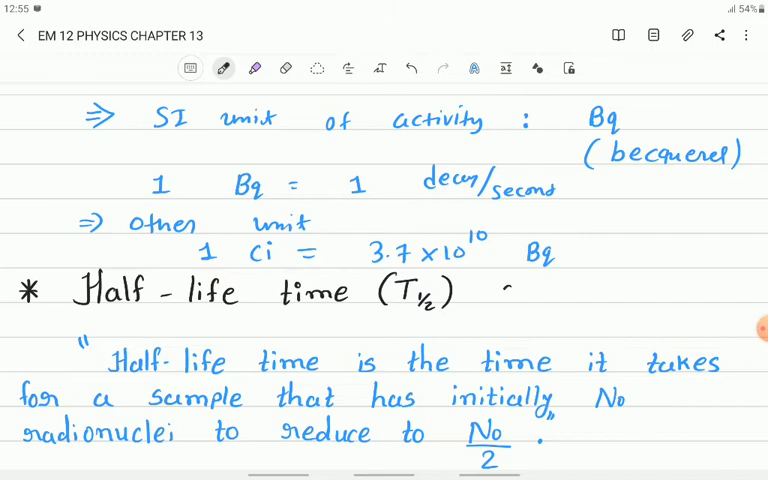 12:55
54%
EM 12 PHYSICS CHAPTER 13
⇒ SI unit of activity : Bq
(becquerel)
1 Bq = 1 decay/second
⇒ other unit
1 Ci = 3.7 × 10¹⁰ Bq
* Half-life time (T½)
" Half-life time is the time it takes
for a sample that has initially N₀
radionuclei to reduce to N₀/2 . "